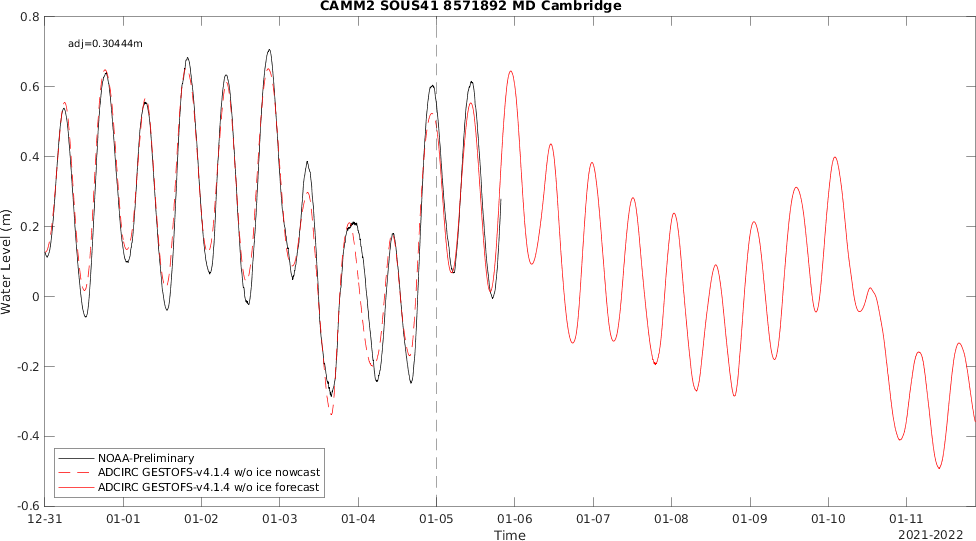 CAMM2 SOUS41 8571892 MD Cambridge
adj=0.30444m
0.8
0.6
0.4
0.2
0
-0.2
-0.4
-0.6
Water Level (m)
NOAA-Preliminary
ADCIRC GESTOFS-v4.1.4 w/o ice nowcast
ADCIRC GESTOFS-v4.1.4 w/o ice forecast
12-31 01-01 01-02 01-03 01-04 01-05 01-06 01-07 01-08 01-09 01-10 01-11
Time
2021-2022